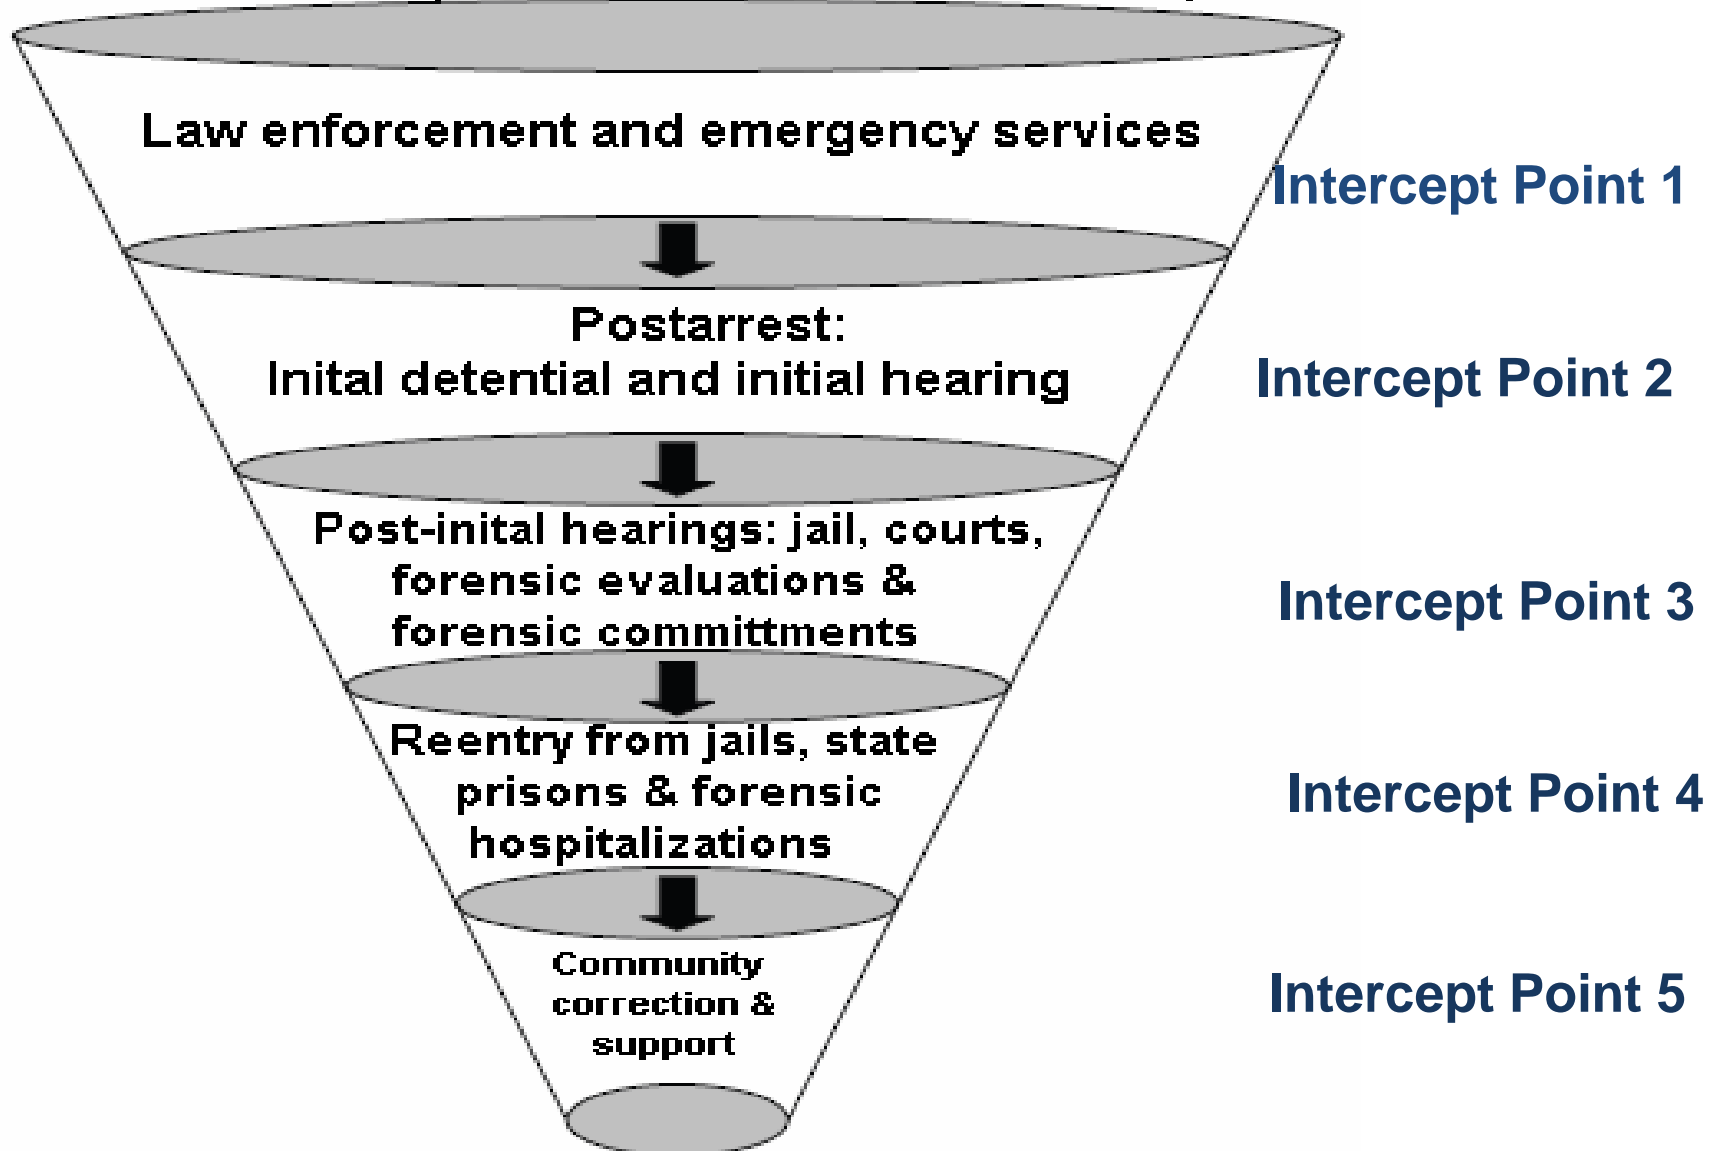 Law enforcement and emergency services
Intercept Point 1
Postarrest:
Inital detential and initial hearing
Intercept Point 2
Post-inital hearings: jail, courts,
forensic evaluations &
forensic committments
Intercept Point 3
Reentry from jails, state
prisons & forensic
hospitalizations
Intercept Point 4
Community
correction &
support
Intercept Point 5